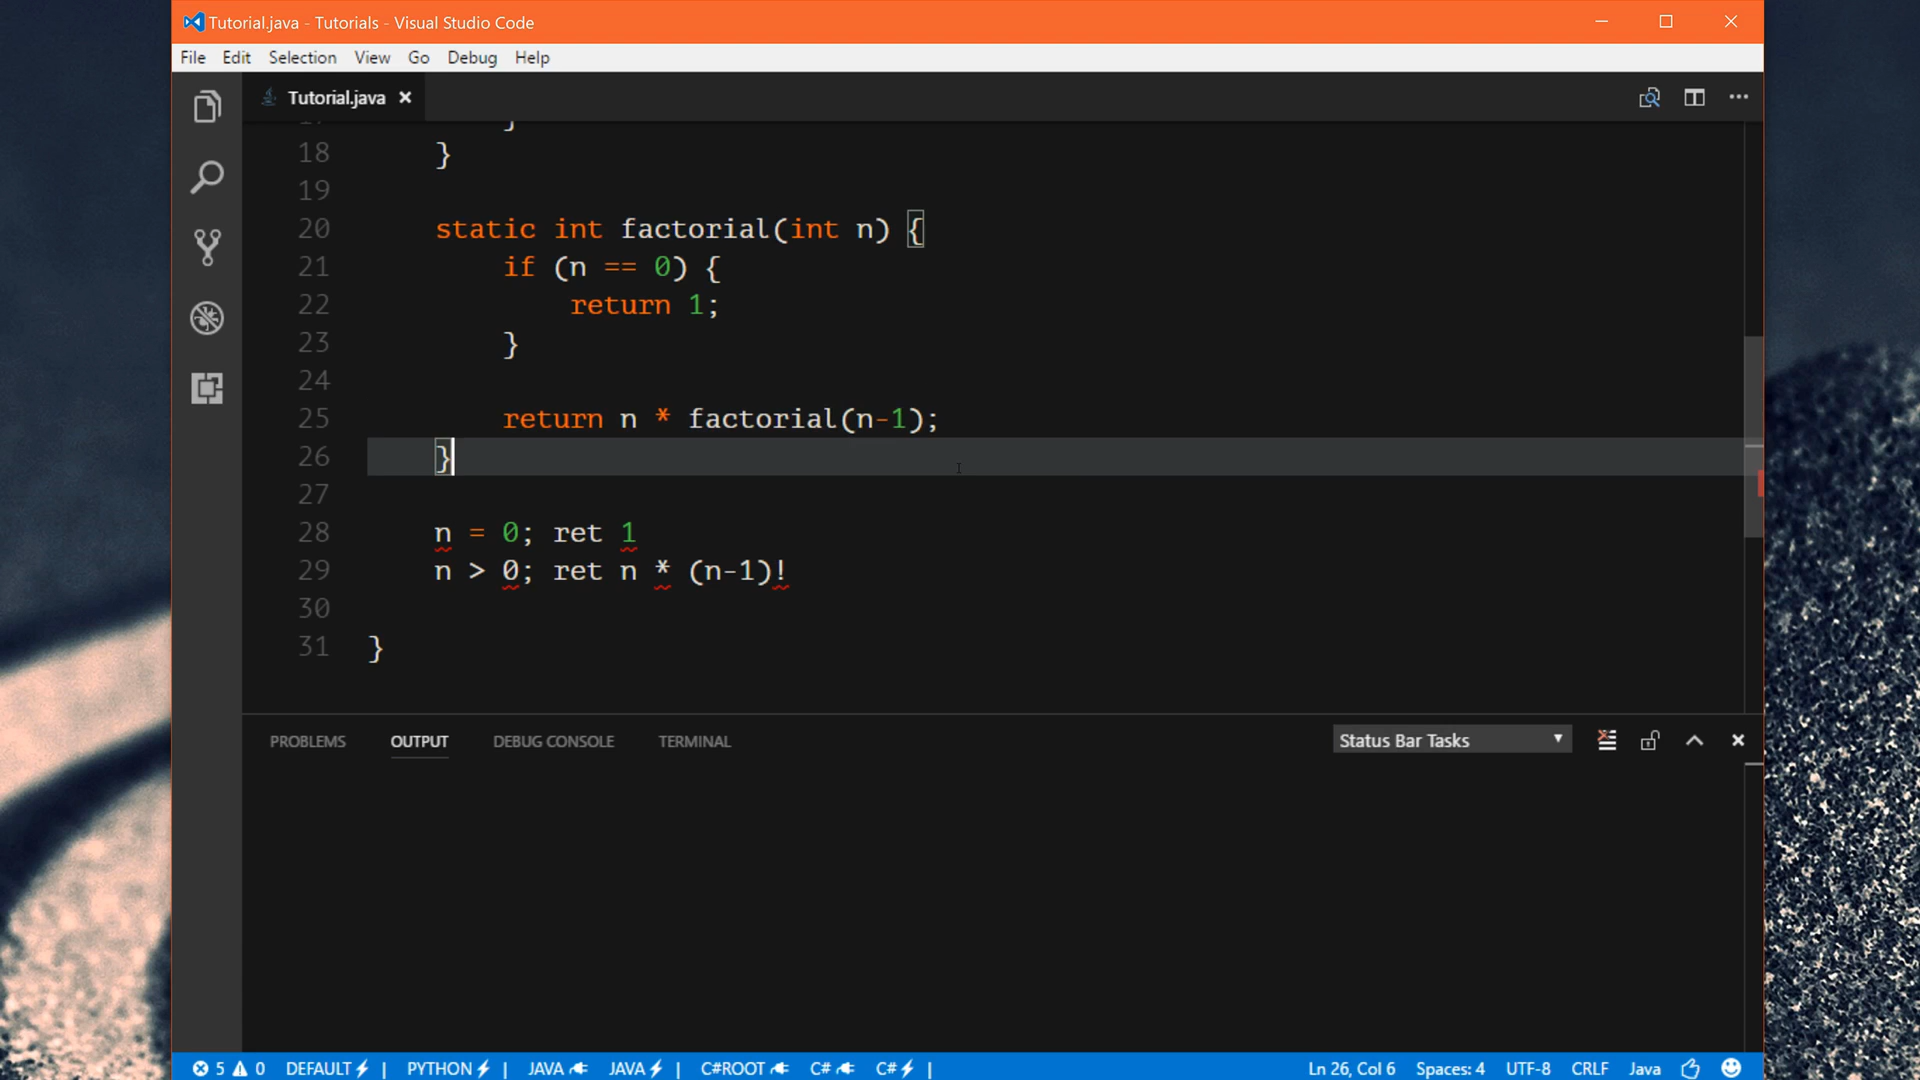 Tutorial.java - Tutorials - Visual Studio Code
File Edit Selection View Go Debug Help
Tutorial.java
}
18 }
19
20 static int factorial(int n) {
21 if (n == 0) {
22 return 1;
23 }
24
25 return n * factorial(n-1);
26 }
27
28 n = 0; ret 1
29 n > 0; ret n * (n-1)!
30
31 }
PROBLEMS OUTPUT DEBUG CONSOLE TERMINAL Status Bar Tasks
5 0 DEFAULT | PYTHON | JAVA JAVA | C#ROOT C# C# | Ln 26, Col 6 Spaces: 4 UTF-8 CRLF Java